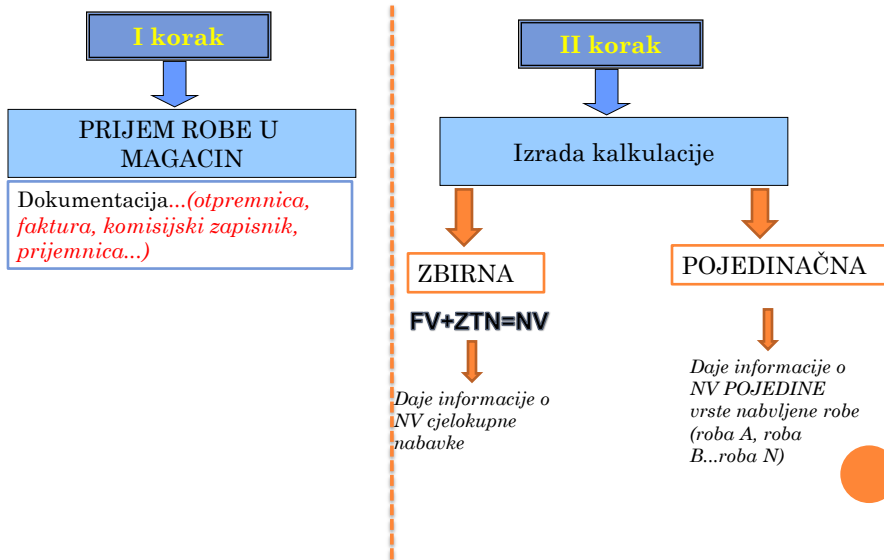 I korak
PRIJEM ROBE U
MAGACIN
Dokumentacija...(otpremnica,
faktura, komisijski zapisnik,
prijemnica...)
II korak
Izrada kalkulacije
ZBIRNA
FV+ZTN=NV
Daje informacije o
NV cjelokupne
nabavke
POJEDINAČNA
Daje informacije o
NV POJEDINE
vrste nabvljene robe
(roba A, roba
B...roba N)